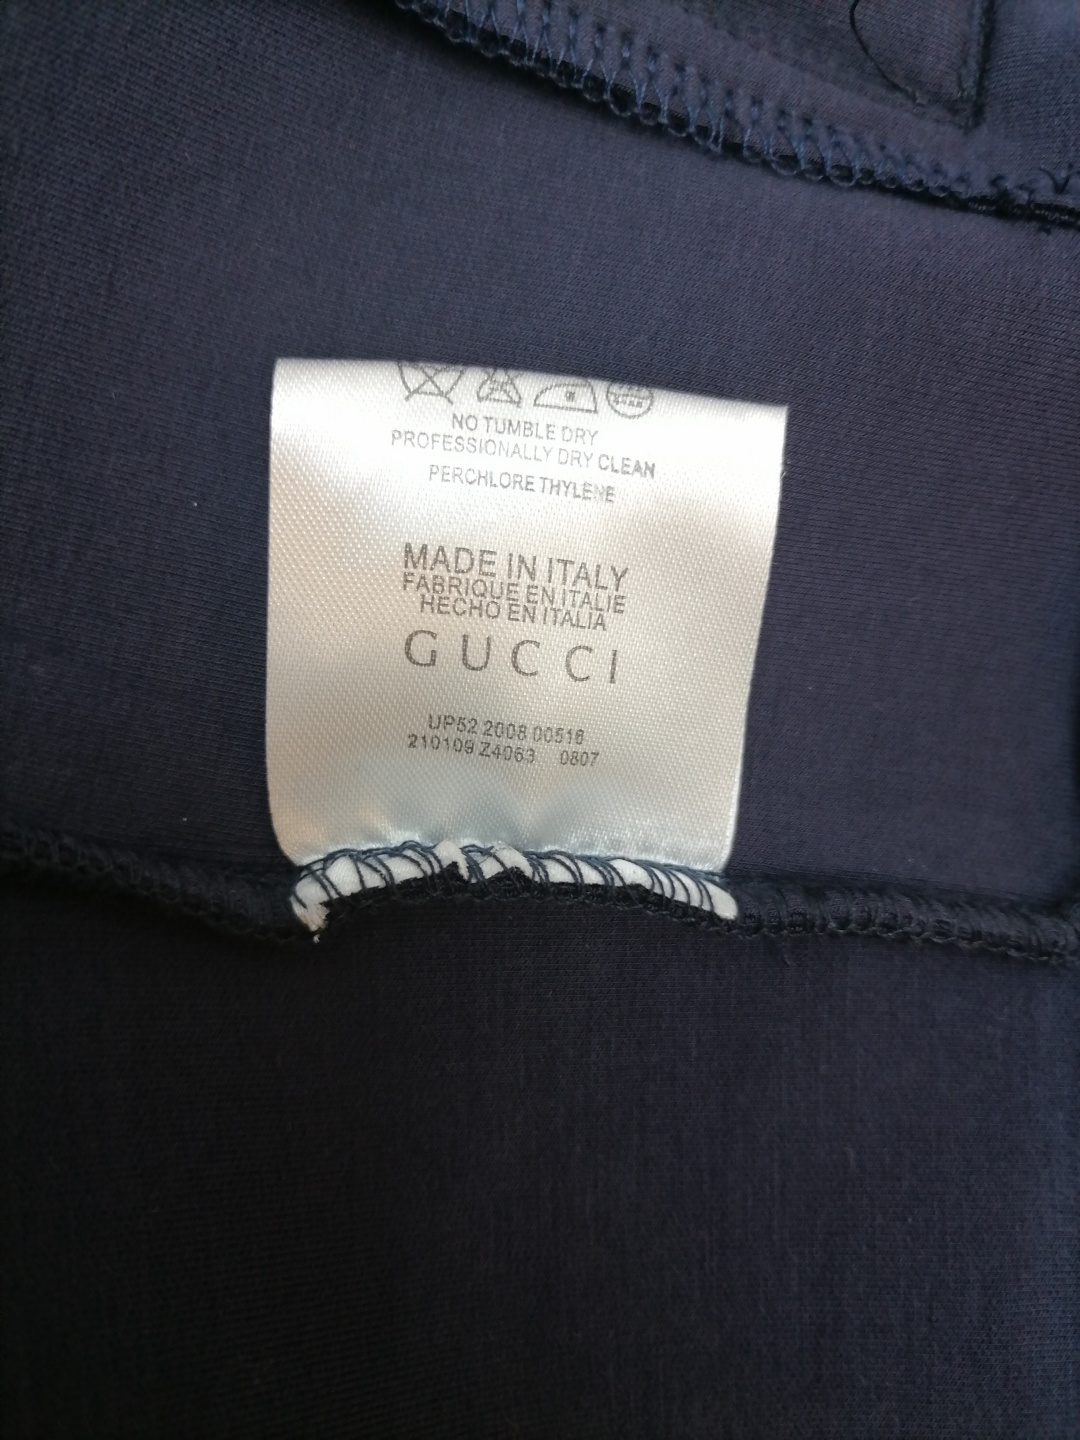 NO TUMBLE DRY
PROFESSIONALLY DRY CLEAN
PERCHLORE THYLENE
MADE IN ITALY
FABRIQUE EN ITALIE
HECHO EN ITALIA
GUCCI
UP52 2008 00516
210109 Z4063 0807